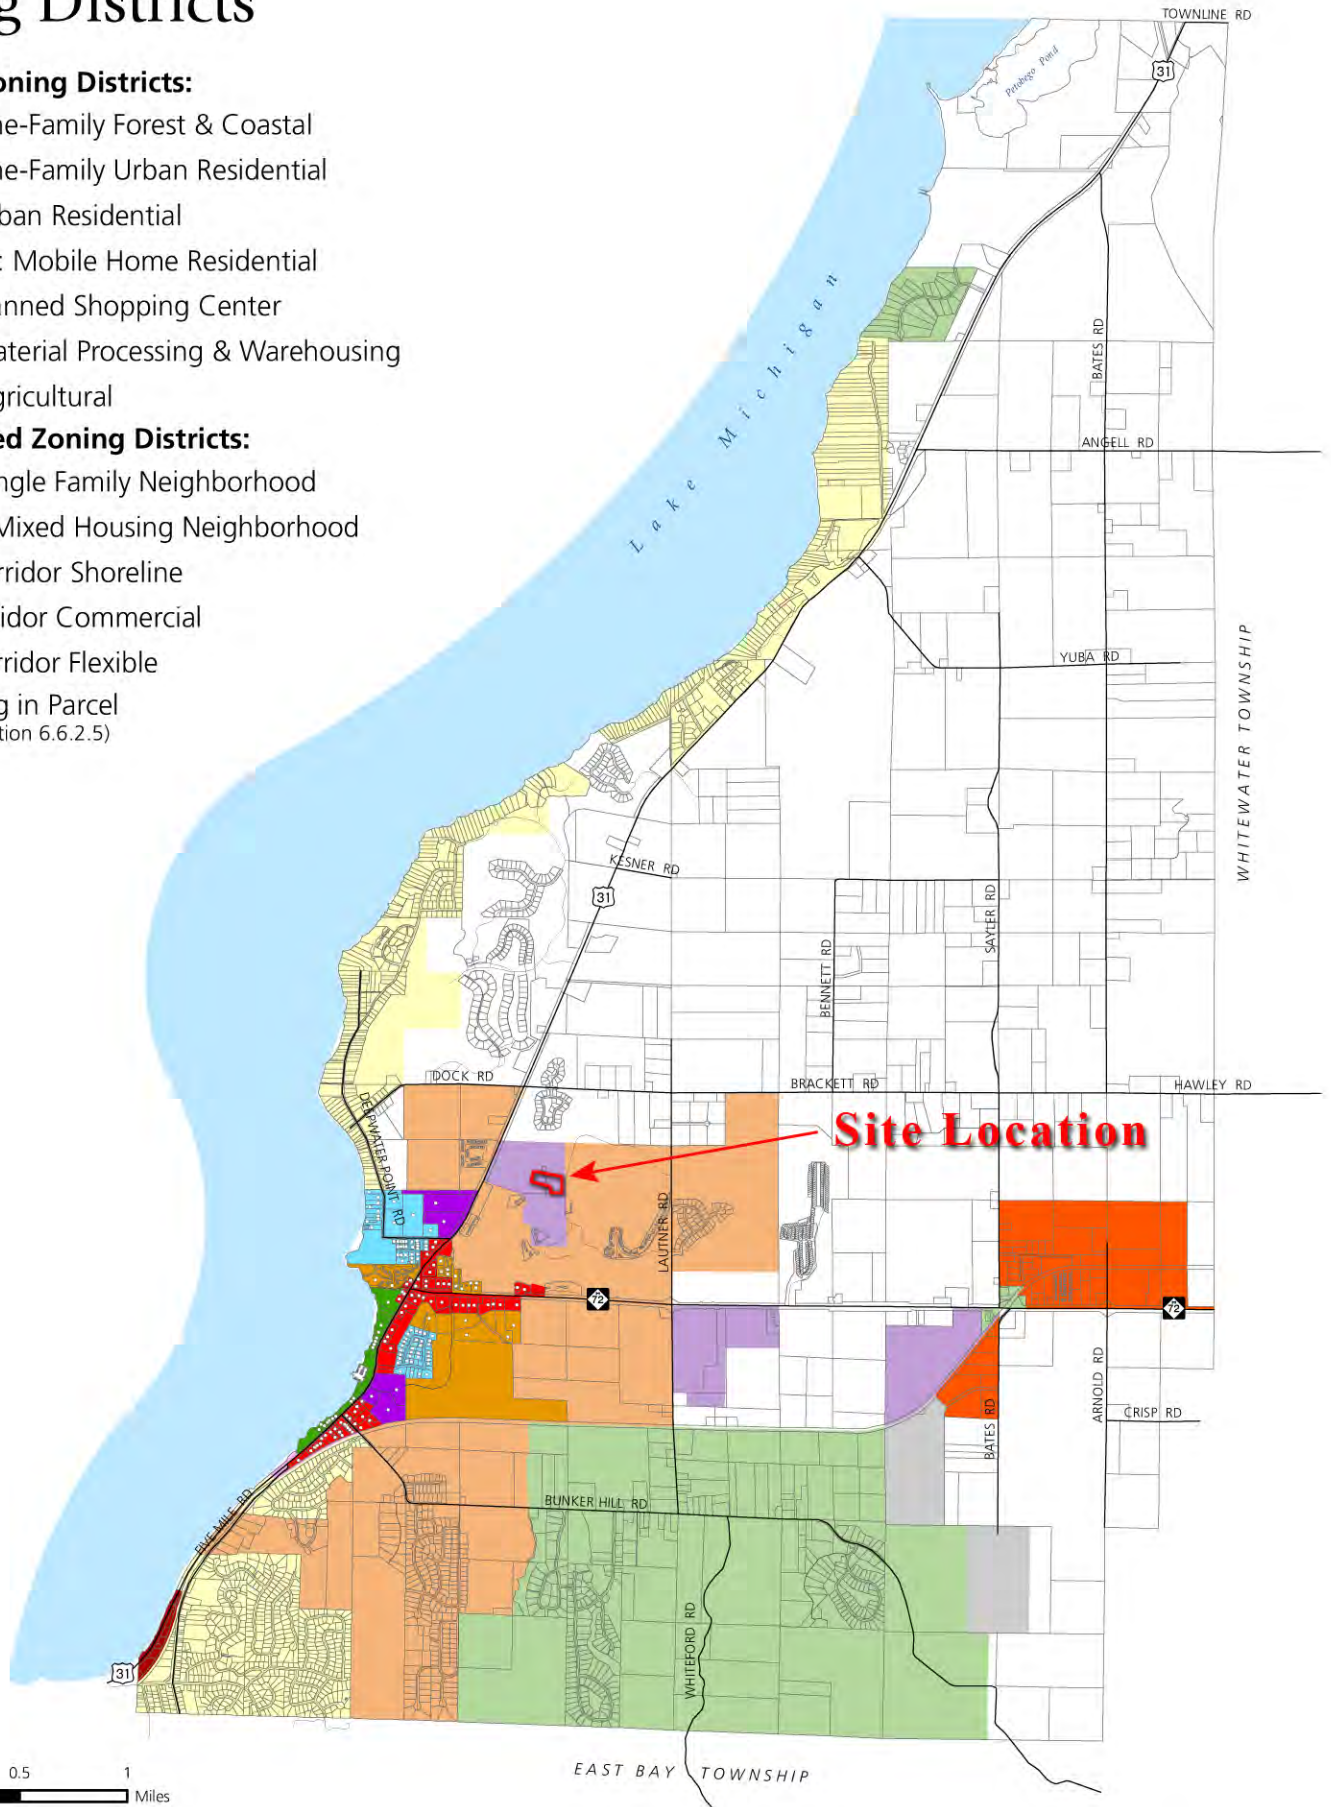 g Districts
oning Districts:
ne-Family Forest & Coastal
ne-Family Urban Residential
ban Residential
: Mobile Home Residential
anned Shopping Center
aterial Processing & Warehousing
gricultural
ed Zoning Districts:
ngle Family Neighborhood
Mixed Housing Neighborhood
rridor Shoreline
ridor Commercial
rridor Flexible
g in Parcel
tion 6.6.2.5)
TOWNLINE RD
31
Petobego Pond
Lake Michigan
BATES RD
ANGELL RD
YUBA RD
WHITEWATER TOWNSHIP
KESNER RD
31
SAYLER RD
BENNETT RD
DOCK RD
BRACKETT RD
HAWLEY RD
DEEPWATER POINT RD
Site Location
LAUTNER RD
M 72
M 72
ARNOLD RD
CRISP RD
BATES RD
BUNKER HILL RD
FIVE MILE RD
WHITEFORD RD
31
EAST BAY TOWNSHIP
0.5 1
Miles